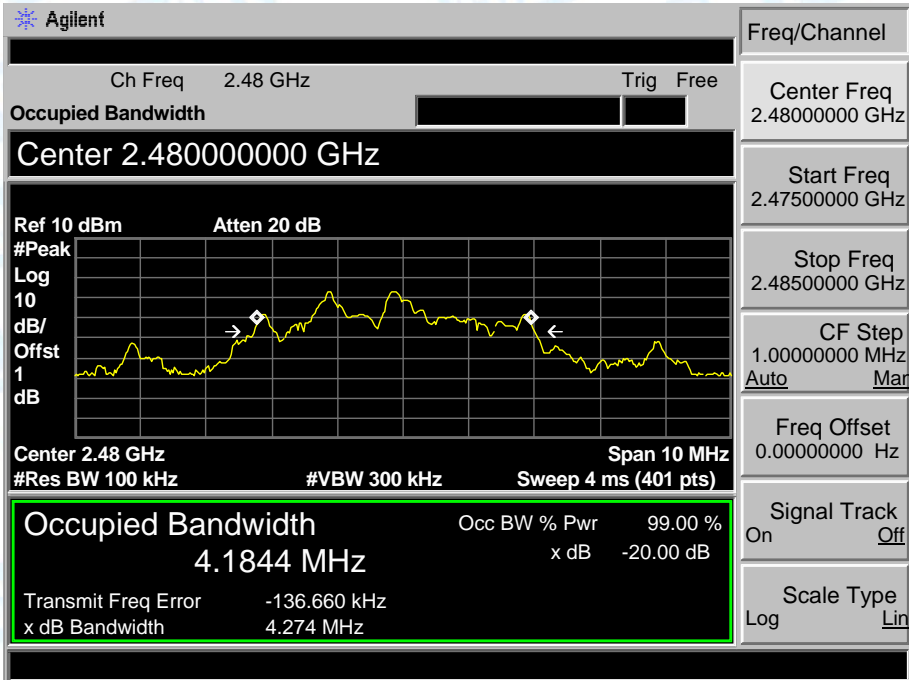 Agilent
Freq/Channel
Ch Freq 2.48 GHz Trig Free
Occupied Bandwidth
Center 2.480000000 GHz
Ref 10 dBm Atten 20 dB
#Peak
Log
10
dB/
Offst
1
dB
Center 2.48 GHz Span 10 MHz
#Res BW 100 kHz #VBW 300 kHz Sweep 4 ms (401 pts)
Occupied Bandwidth
4.1844 MHz
Occ BW % Pwr 99.00 %
x dB -20.00 dB
Transmit Freq Error -136.660 kHz
x dB Bandwidth 4.274 MHz
Center Freq
2.48000000 GHz
Start Freq
2.47500000 GHz
Stop Freq
2.48500000 GHz
CF Step
1.00000000 MHz
Auto Mar
Freq Offset
0.00000000 Hz
Signal Track
On Off
Scale Type
Log Lin